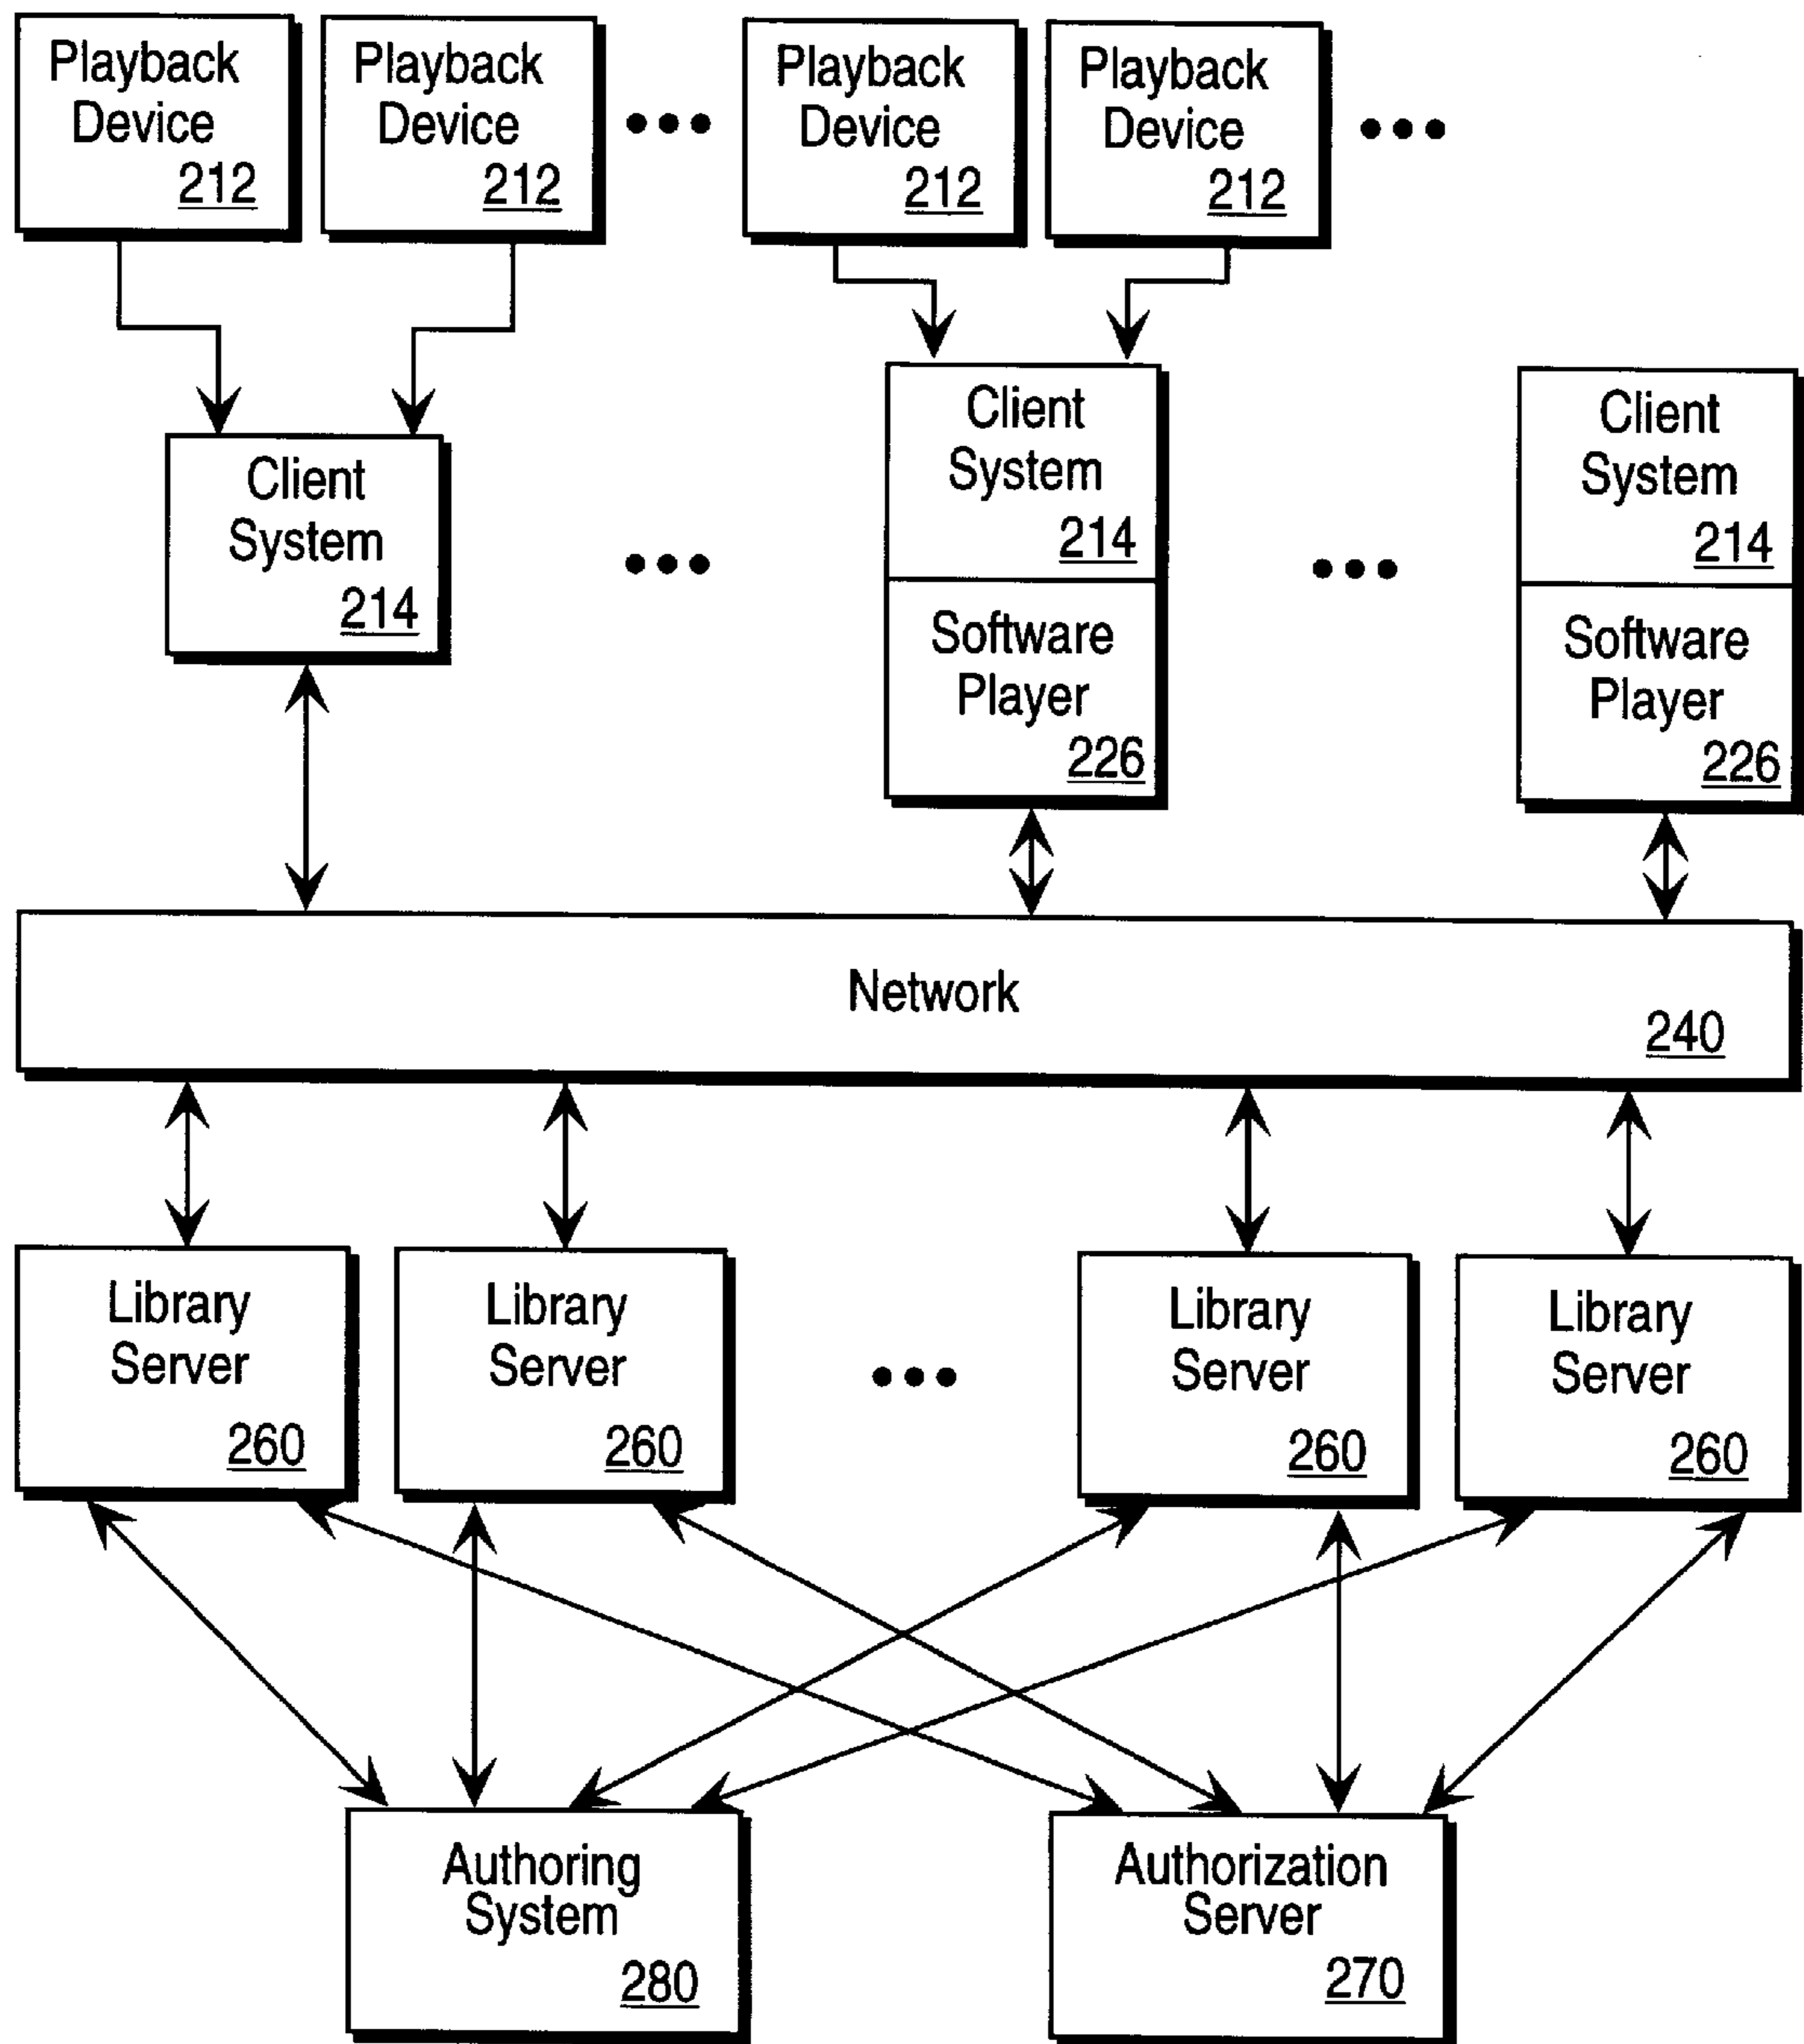 Playback
Device
212
Playback
Device
212
Playback
Device
212
Playback
Device
212
Client
System
214
Client
System
214
Software
Player
226
Client
System
214
Software
Player
226
Network
240
Library
Server
260
Library
Server
260
Library
Server
260
Library
Server
260
Authoring
System
280
Authorization
Server
270